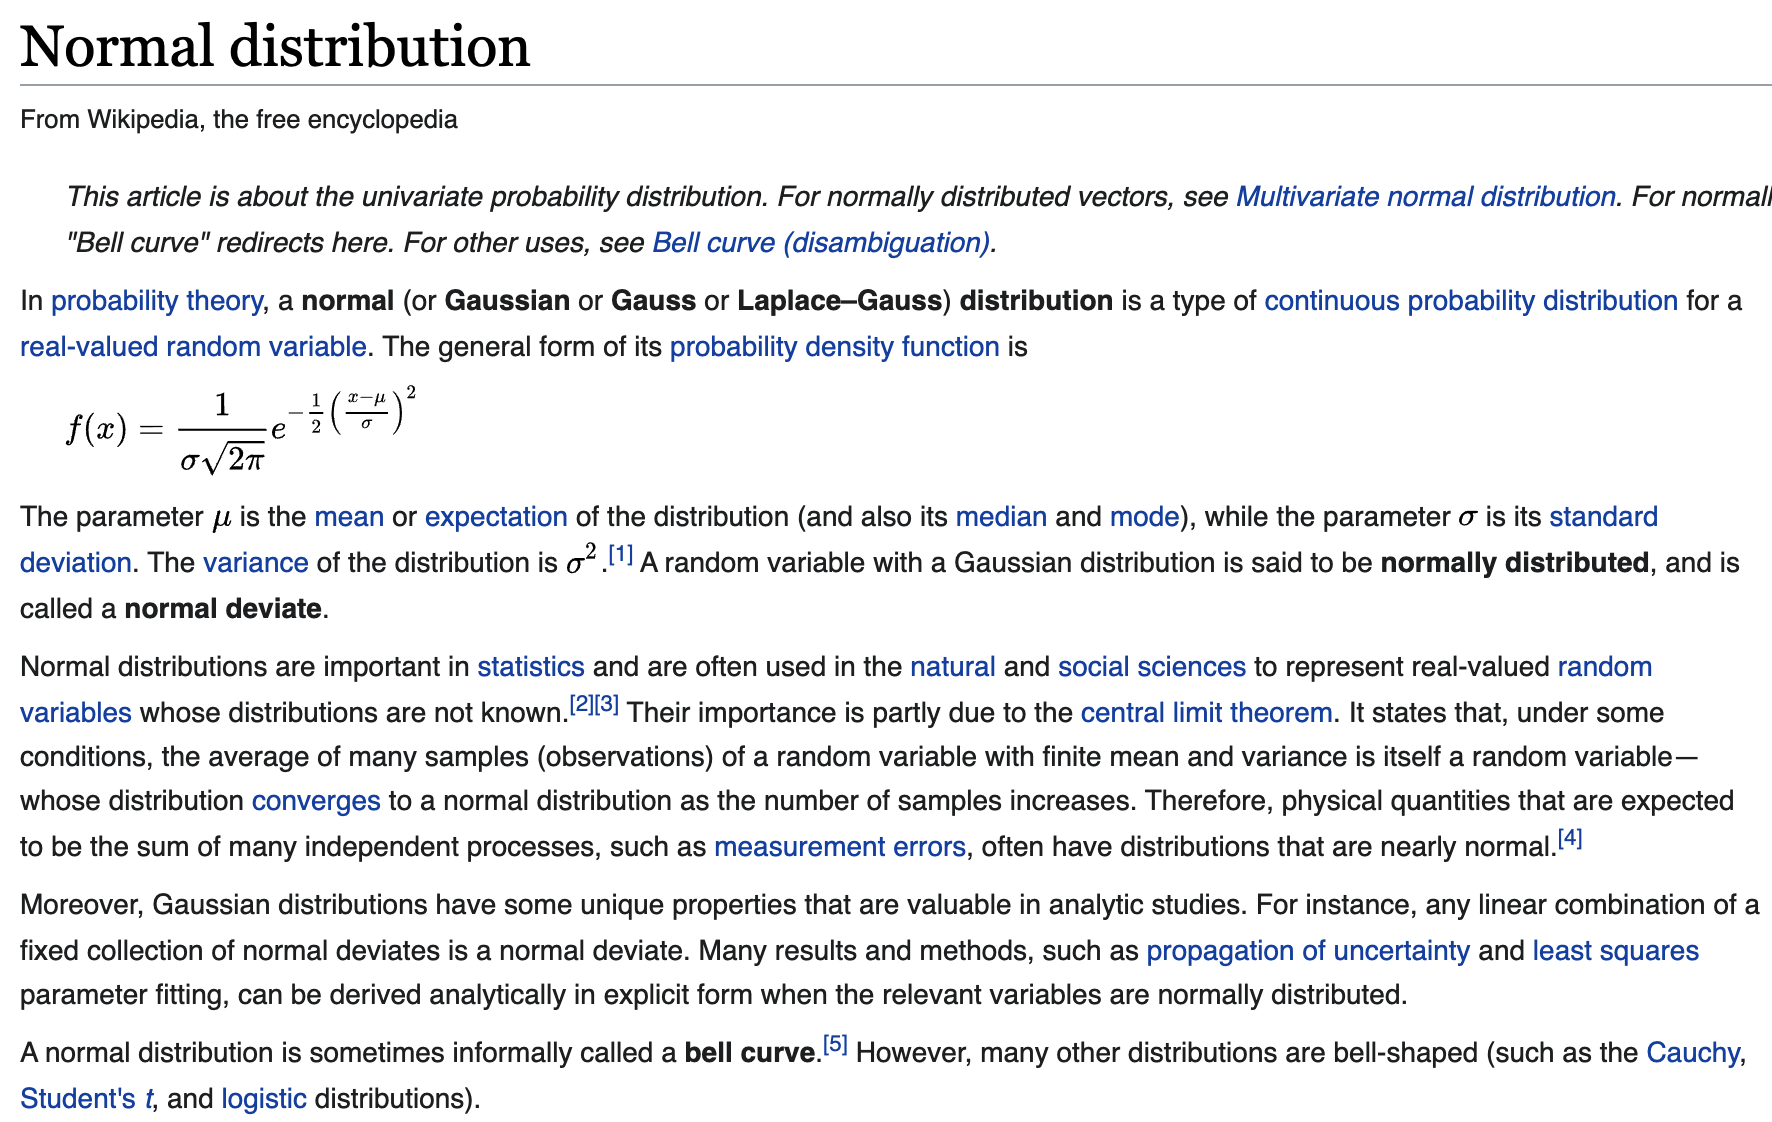 Normal distribution
From Wikipedia, the free encyclopedia
This article is about the univariate probability distribution. For normally distributed vectors, see Multivariate normal distribution. For normall
"Bell curve" redirects here. For other uses, see Bell curve (disambiguation).
In probability theory, a normal (or Gaussian or Gauss or Laplace–Gauss) distribution is a type of continuous probability distribution for a
real-valued random variable. The general form of its probability density function is
f(x) = \frac{1}{σ\sqrt{2π}} e^{-\frac{1}{2}\left(\frac{x-μ}{σ}\right)^2}
The parameter μ is the mean or expectation of the distribution (and also its median and mode), while the parameter σ is its standard
deviation. The variance of the distribution is σ².[1] A random variable with a Gaussian distribution is said to be normally distributed, and is
called a normal deviate.
Normal distributions are important in statistics and are often used in the natural and social sciences to represent real-valued random
variables whose distributions are not known.[2][3] Their importance is partly due to the central limit theorem. It states that, under some
conditions, the average of many samples (observations) of a random variable with finite mean and variance is itself a random variable—
whose distribution converges to a normal distribution as the number of samples increases. Therefore, physical quantities that are expected
to be the sum of many independent processes, such as measurement errors, often have distributions that are nearly normal.[4]
Moreover, Gaussian distributions have some unique properties that are valuable in analytic studies. For instance, any linear combination of a
fixed collection of normal deviates is a normal deviate. Many results and methods, such as propagation of uncertainty and least squares
parameter fitting, can be derived analytically in explicit form when the relevant variables are normally distributed.
A normal distribution is sometimes informally called a bell curve.[5] However, many other distributions are bell-shaped (such as the Cauchy,
Student's t, and logistic distributions).